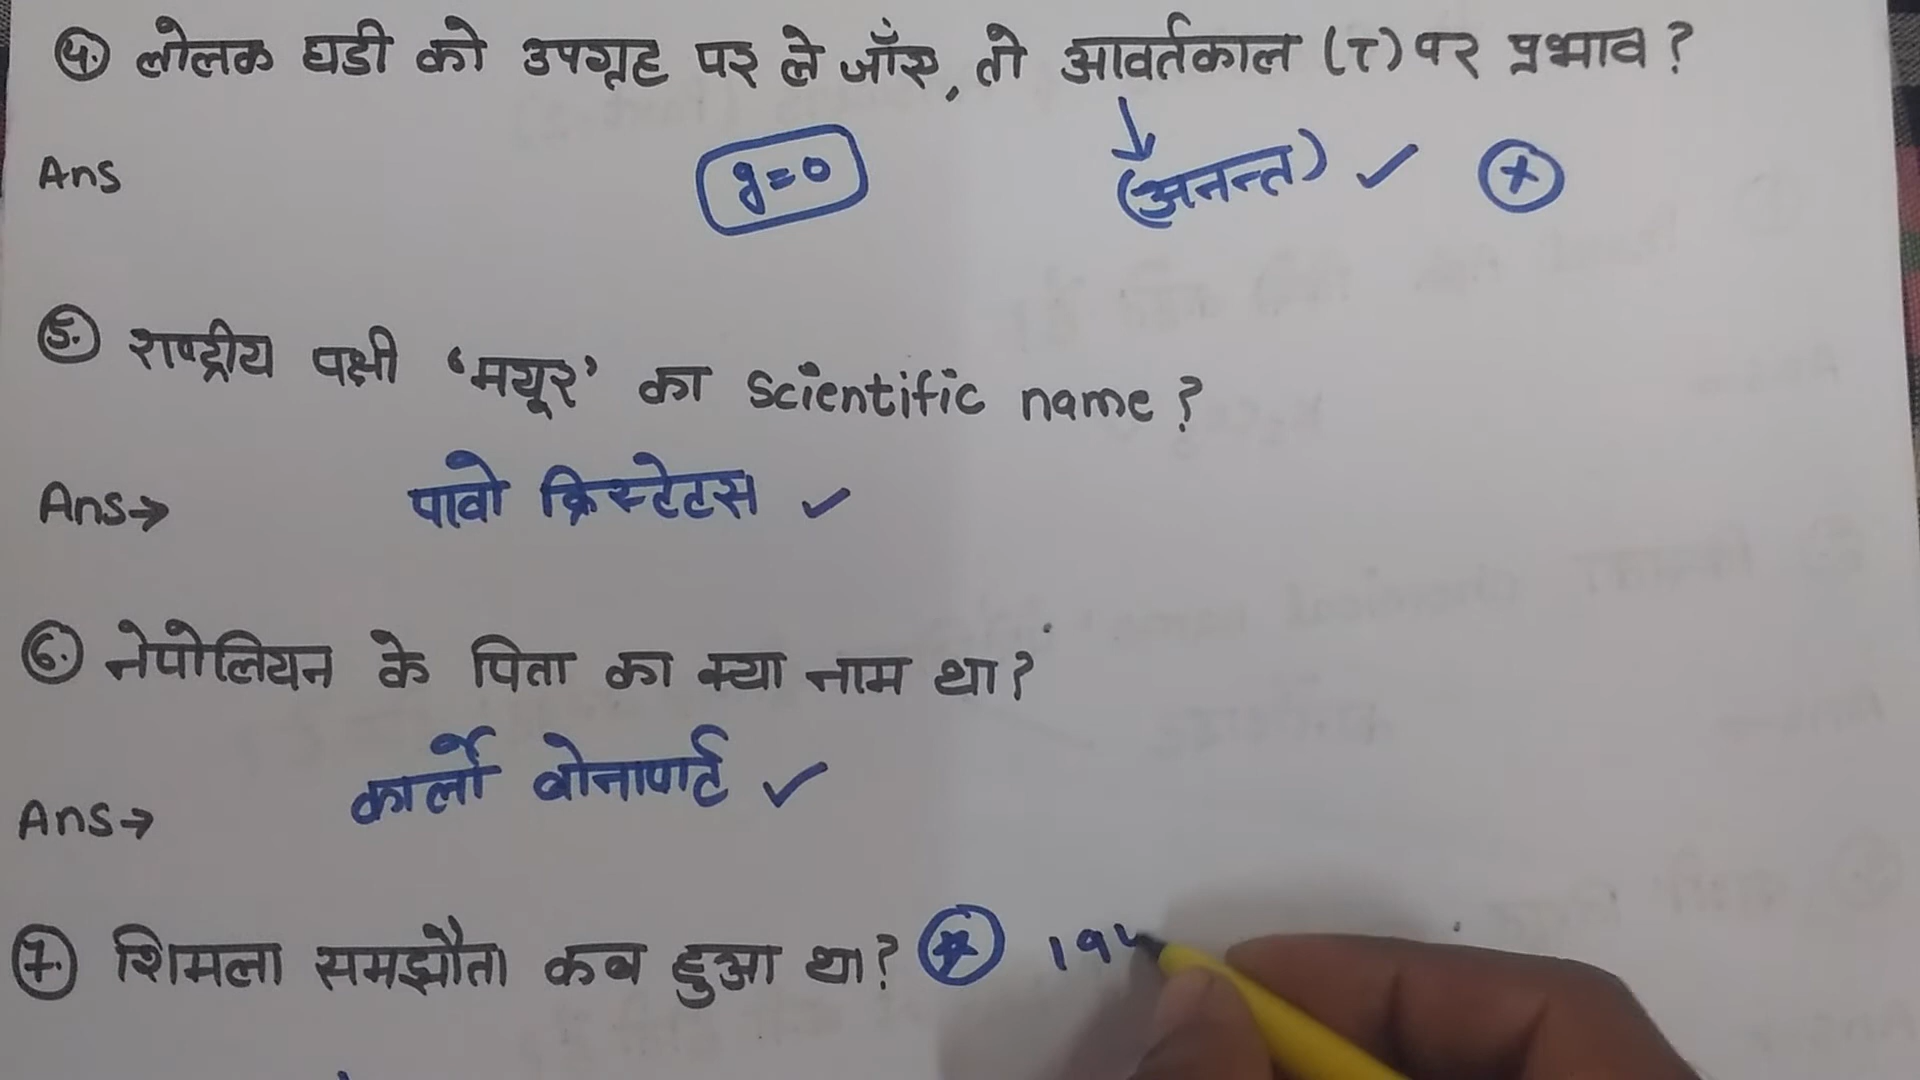 4. लोलक घडी को उपग्रह पर ले जाँए, तो आवर्तकाल (T) पर प्रभाव ?
Ans g=0 (अनन्त) ✓
5. राष्ट्रीय पक्षी 'मयूर' का Scientific name ?
Ans→ पावो क्रिस्टेटस ✓
6. नेपोलियन के पिता का क्या नाम था ?
Ans→ कार्लो बोनापार्ट ✓
7. शिमला समझौता कब हुआ था ? 19